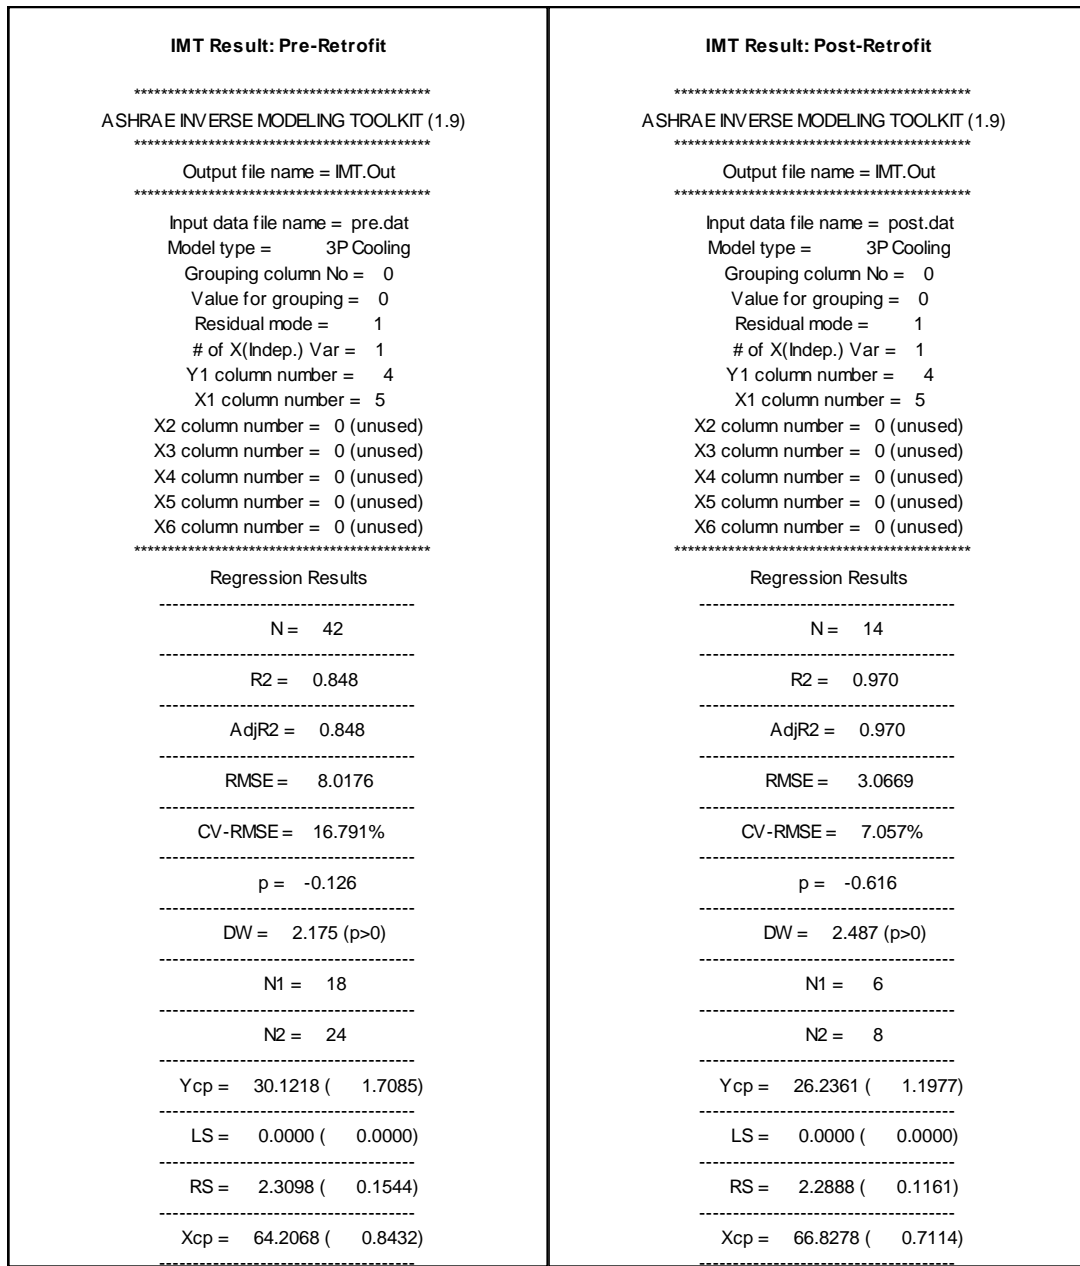 IMT Result: Pre-Retrofit
********************************************
ASHRAE INVERSE MODELING TOOLKIT (1.9)
********************************************
Output file name = IMT.Out
********************************************
Input data file name = pre.dat
Model type = 3P Cooling
Grouping column No = 0
Value for grouping = 0
Residual mode = 1
# of X(Indep.) Var = 1
Y1 column number = 4
X1 column number = 5
X2 column number = 0 (unused)
X3 column number = 0 (unused)
X4 column number = 0 (unused)
X5 column number = 0 (unused)
X6 column number = 0 (unused)
********************************************
Regression Results
--------------------------------------
N = 42
--------------------------------------
R2 = 0.848
--------------------------------------
AdjR2 = 0.848
--------------------------------------
RMSE = 8.0176
--------------------------------------
CV-RMSE = 16.791%
--------------------------------------
p = -0.126
--------------------------------------
DW = 2.175 (p>0)
--------------------------------------
N1 = 18
--------------------------------------
N2 = 24
--------------------------------------
Ycp = 30.1218 ( 1.7085)
--------------------------------------
LS = 0.0000 ( 0.0000)
--------------------------------------
RS = 2.3098 ( 0.1544)
--------------------------------------
Xcp = 64.2068 ( 0.8432)
--------------------------------------
IMT Result: Post-Retrofit
********************************************
ASHRAE INVERSE MODELING TOOLKIT (1.9)
********************************************
Output file name = IMT.Out
********************************************
Input data file name = post.dat
Model type = 3P Cooling
Grouping column No = 0
Value for grouping = 0
Residual mode = 1
# of X(Indep.) Var = 1
Y1 column number = 4
X1 column number = 5
X2 column number = 0 (unused)
X3 column number = 0 (unused)
X4 column number = 0 (unused)
X5 column number = 0 (unused)
X6 column number = 0 (unused)
********************************************
Regression Results
--------------------------------------
N = 14
--------------------------------------
R2 = 0.970
--------------------------------------
AdjR2 = 0.970
--------------------------------------
RMSE = 3.0669
--------------------------------------
CV-RMSE = 7.057%
--------------------------------------
p = -0.616
--------------------------------------
DW = 2.487 (p>0)
--------------------------------------
N1 = 6
--------------------------------------
N2 = 8
--------------------------------------
Ycp = 26.2361 ( 1.1977)
--------------------------------------
LS = 0.0000 ( 0.0000)
--------------------------------------
RS = 2.2888 ( 0.1161)
--------------------------------------
Xcp = 66.8278 ( 0.7114)
--------------------------------------